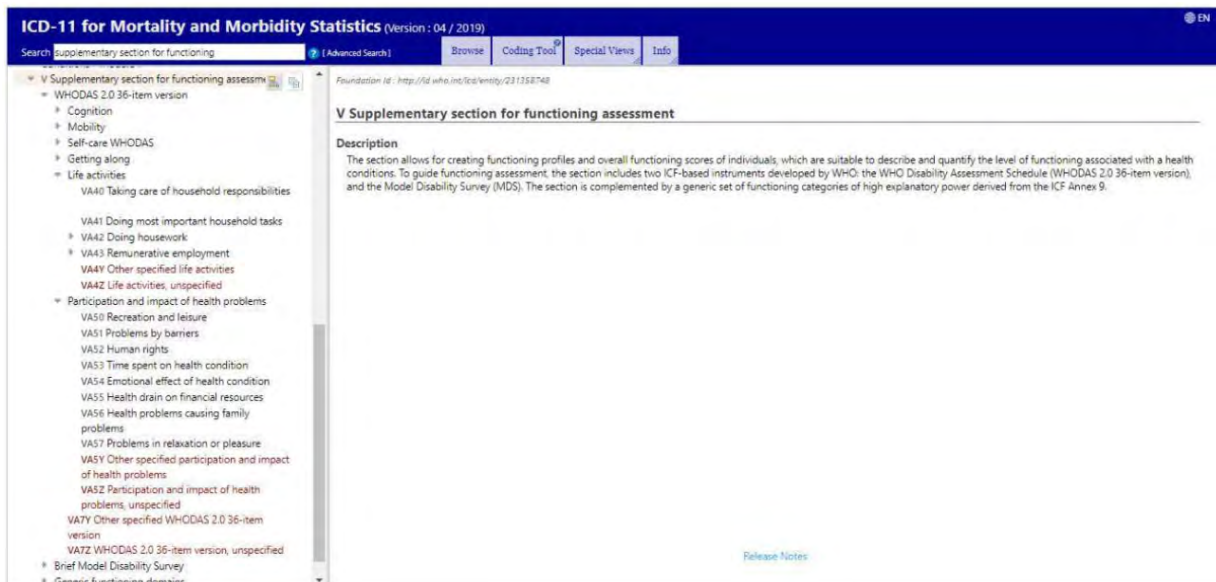 ICD-11 for Mortality and Morbidity Statistics (Version : 04 / 2019)
EN
Search supplementary section for functioning
? [ Advanced Search ]
Browse
Coding Tool
Special Views
Info
V Supplementary section for functioning assessm
WHODAS 2.0 36-item version
Cognition
Mobility
Self-care WHODAS
Getting along
Life activities
VA40 Taking care of household responsibilities
VA41 Doing most important household tasks
VA42 Doing housework
VA43 Remunerative employment
VA4Y Other specified life activities
VA4Z Life activities, unspecified
Participation and impact of health problems
VA50 Recreation and leisure
VA51 Problems by barriers
VA52 Human rights
VA53 Time spent on health condition
VA54 Emotional effect of health condition
VA55 Health drain on financial resources
VA56 Health problems causing family
problems
VA57 Problems in relaxation or pleasure
VA5Y Other specified participation and impact
of health problems
VA5Z Participation and impact of health
problems, unspecified
VA7Y Other specified WHODAS 2.0 36-item
version
VA7Z WHODAS 2.0 36-item version, unspecified
Brief Model Disability Survey
Generic functioning domains
Foundation Id : http://id.who.int/icd/entity/231358748
V Supplementary section for functioning assessment
Description
The section allows for creating functioning profiles and overall functioning scores of individuals, which are suitable to describe and quantify the level of functioning associated with a health
conditions. To guide functioning assessment, the section includes two ICF-based instruments developed by WHO: the WHO Disability Assessment Schedule (WHODAS 2.0 36-item version),
and the Model Disability Survey (MDS). The section is complemented by a generic set of functioning categories of high explanatory power derived from the ICF Annex 9.
Release Notes